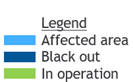 Legend
Affected area
Black out
In operation